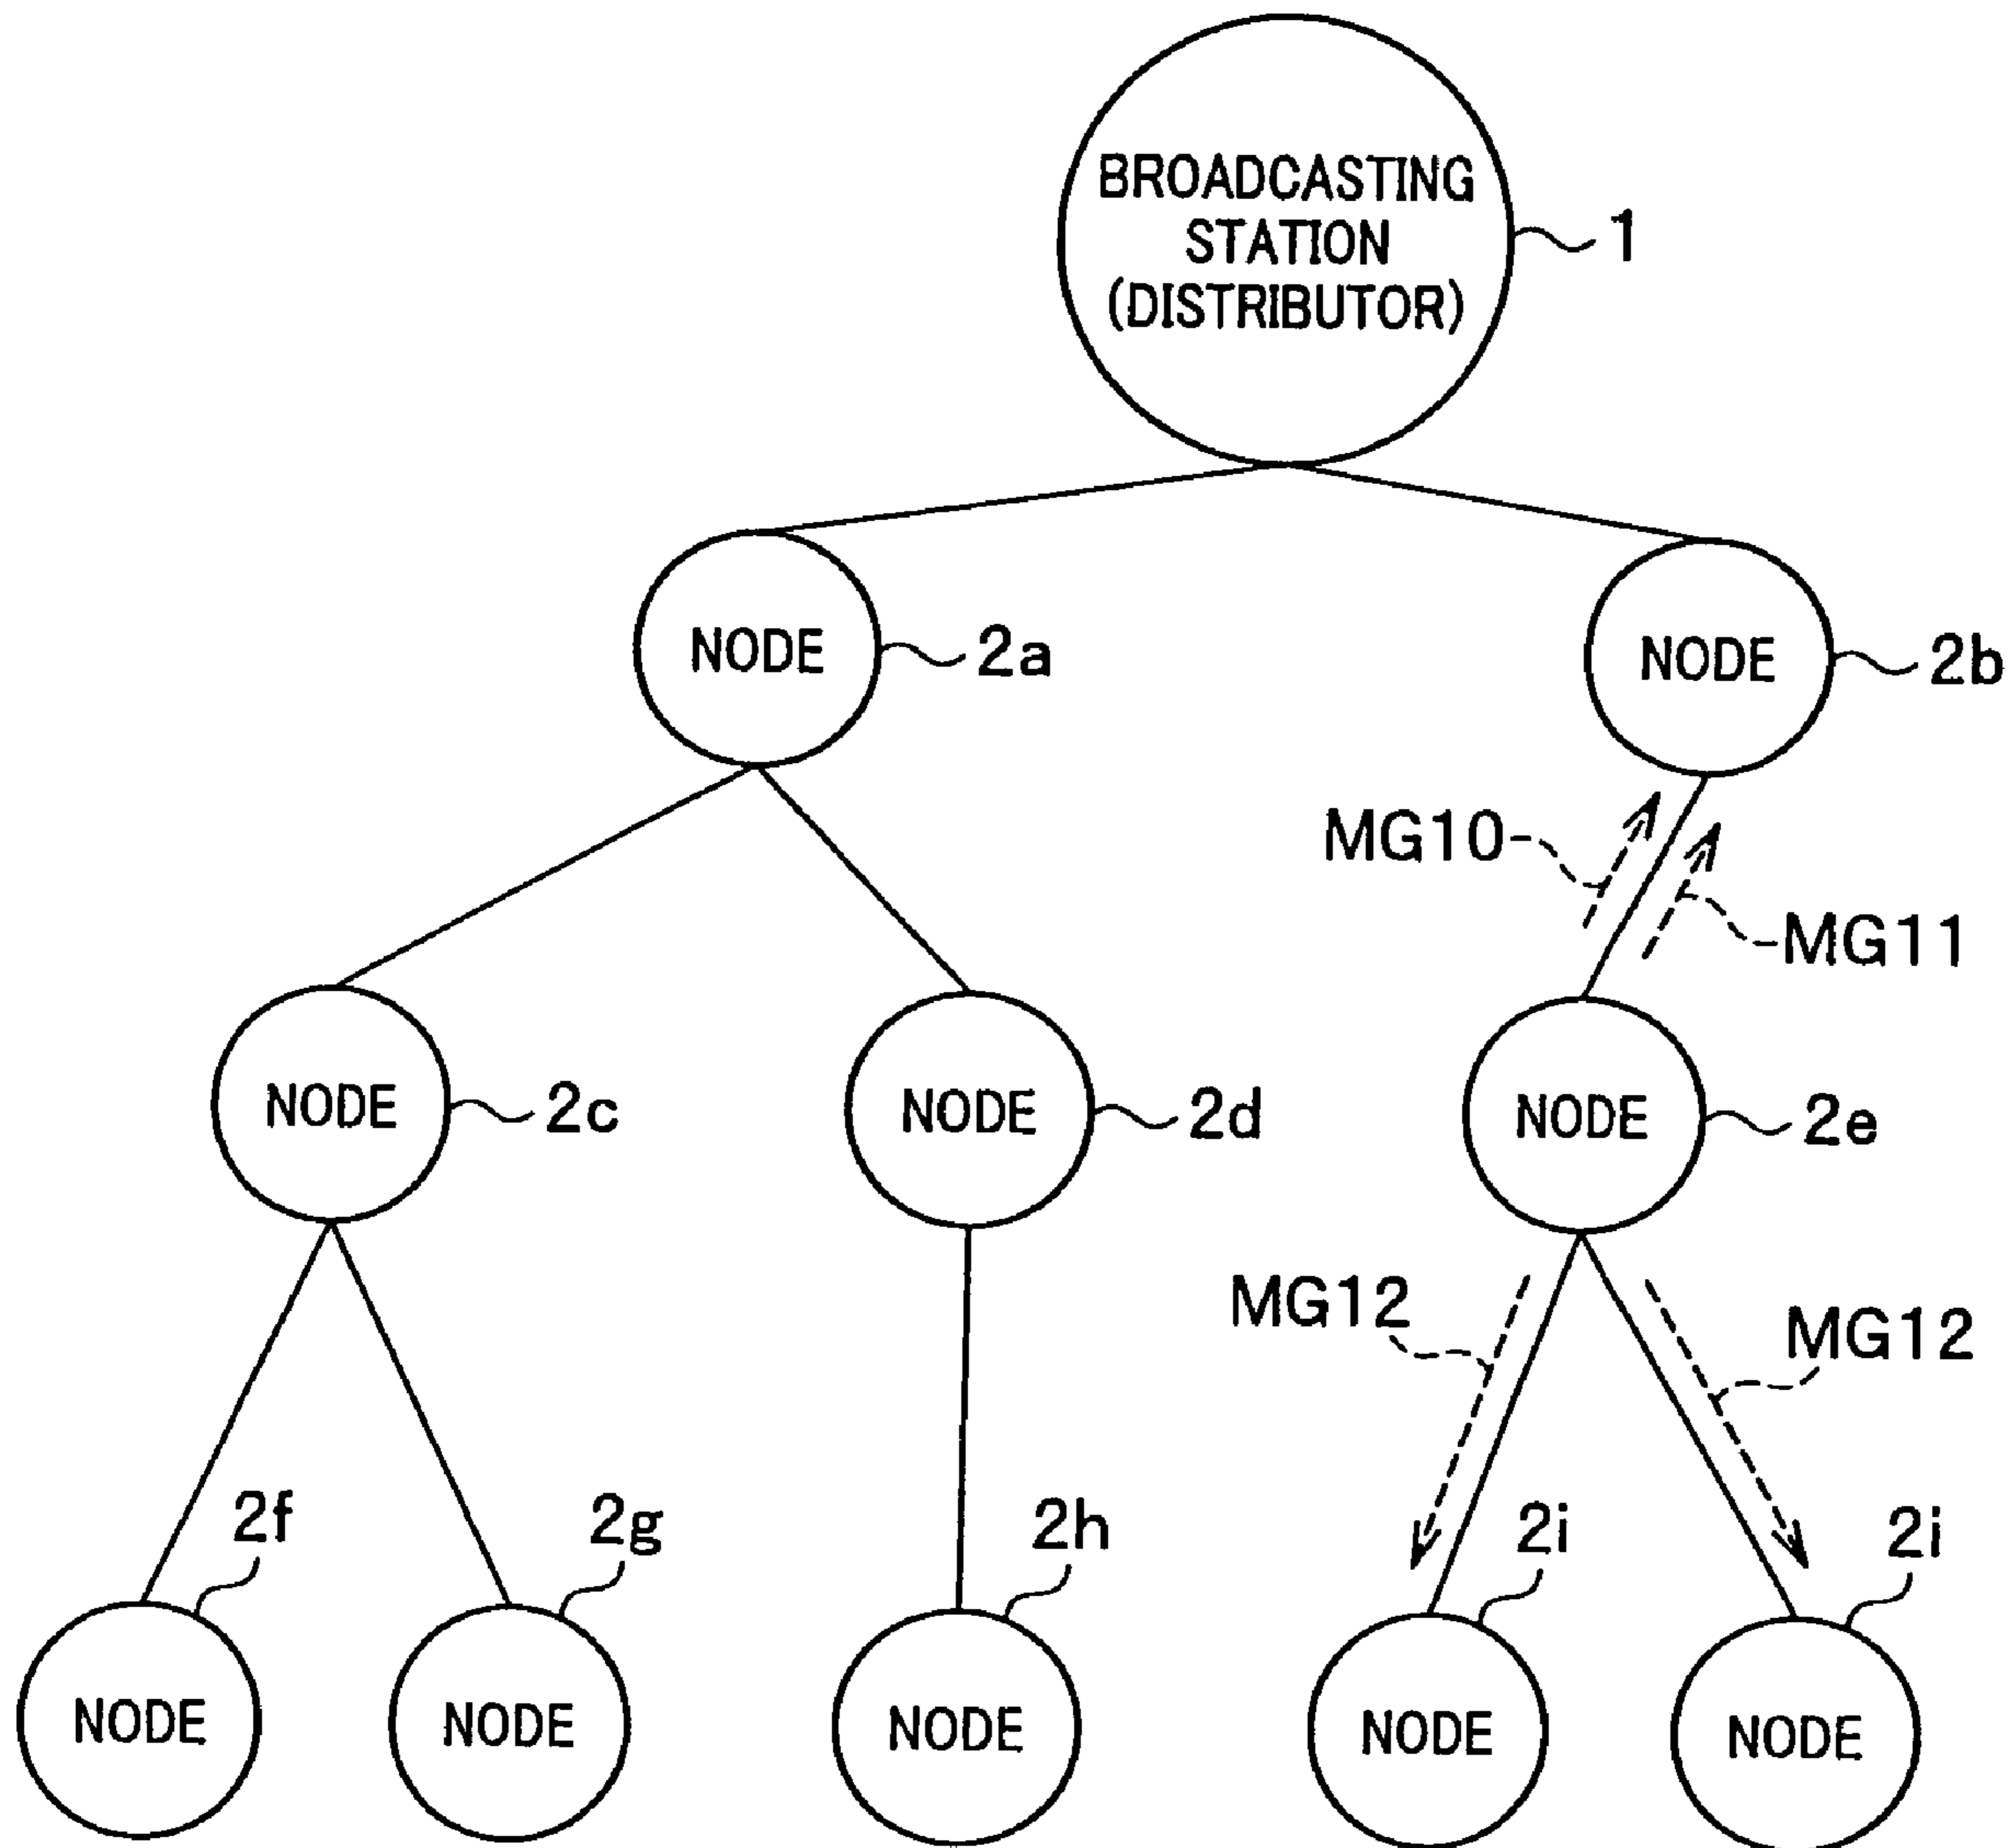 BROADCASTING
STATION
(DISTRIBUTOR)
1
NODE
2a
NODE
2b
MG10
MG11
NODE
2c
NODE
2d
NODE
2e
MG12
MG12
2f
2g
2h
2i
2i
NODE
NODE
NODE
NODE
NODE